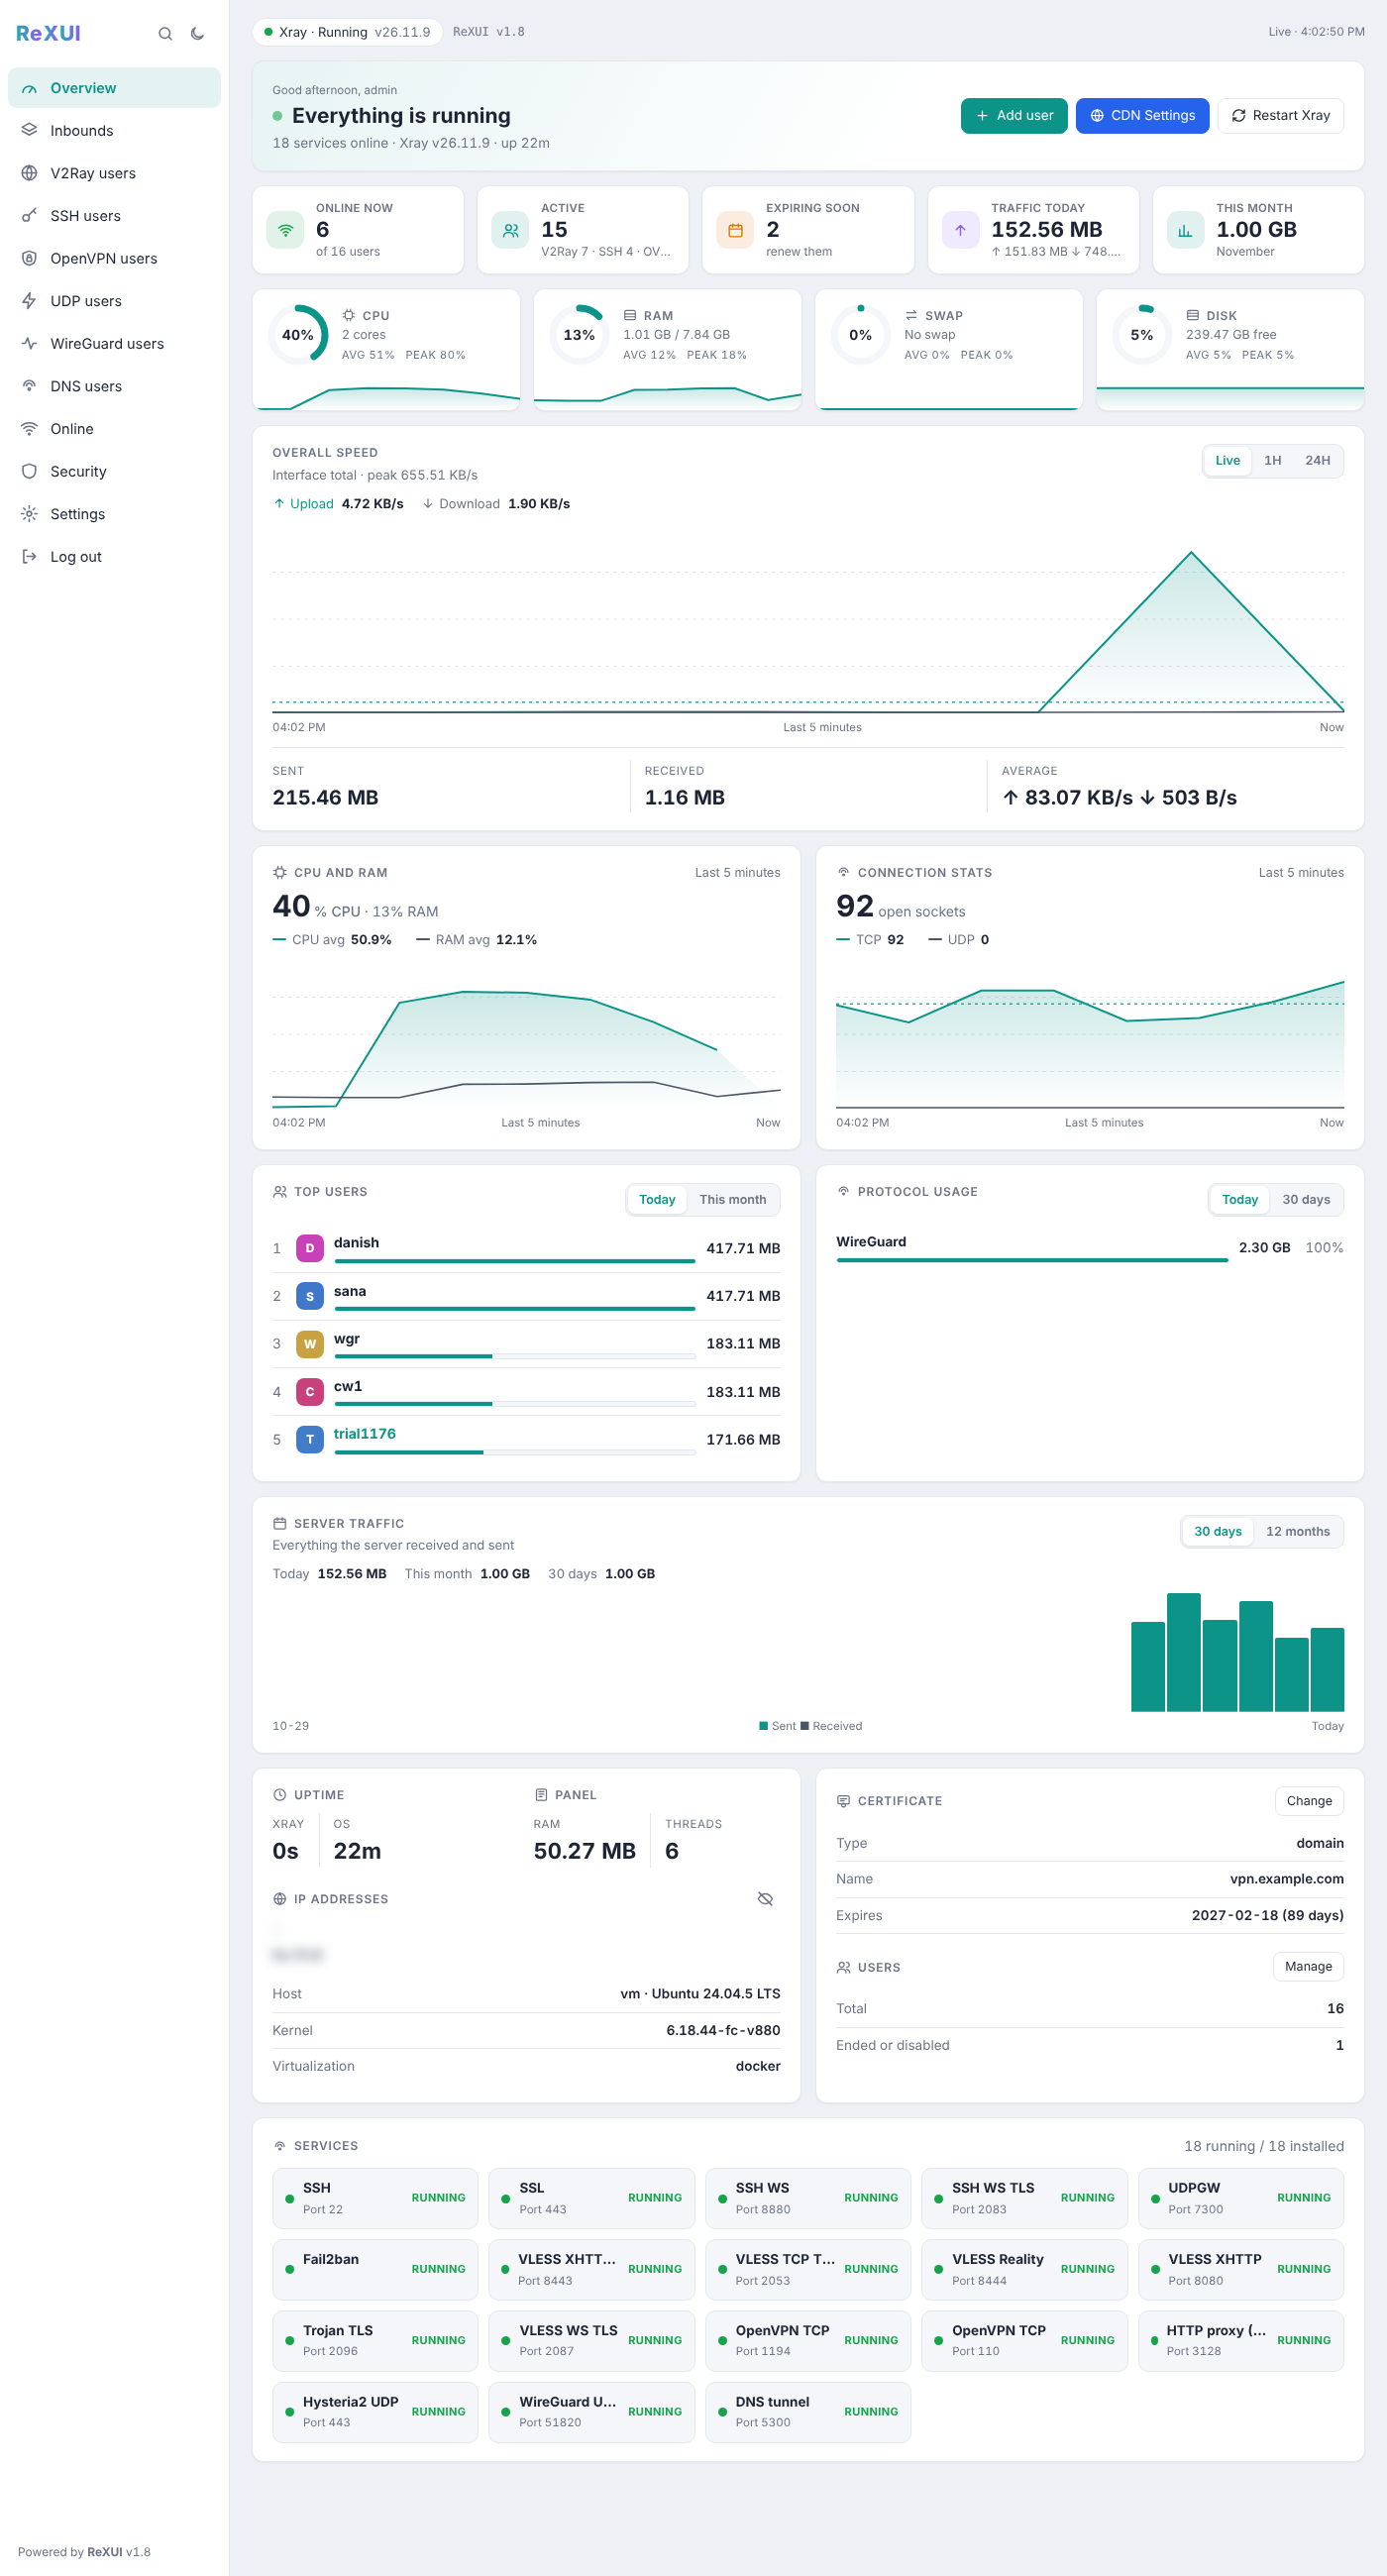 ReXUI
Overview
Inbounds
V2Ray users
SSH users
OpenVPN users
UDP users
WireGuard users
DNS users
Online
Security
Settings
Log out
Powered by ReXUI v1.8
Xray · Running v26.11.9 ReXUI v1.8
Live · 4:02:50 PM
Good afternoon, admin
Everything is running
18 services online · Xray v26.11.9 · up 22m
Add user
CDN Settings
Restart Xray
ONLINE NOW
6
of 16 users
ACTIVE
15
V2Ray 7 · SSH 4 · OV...
EXPIRING SOON
2
renew them
TRAFFIC TODAY
152.56 MB
↑ 151.83 MB ↓ 748....
THIS MONTH
1.00 GB
November
40%
CPU
2 cores
AVG 51% PEAK 80%
13%
RAM
1.01 GB / 7.84 GB
AVG 12% PEAK 18%
0%
SWAP
No swap
AVG 0% PEAK 0%
5%
DISK
239.47 GB free
AVG 5% PEAK 5%
OVERALL SPEED
Interface total · peak 655.51 KB/s
↑ Upload 4.72 KB/s ↓ Download 1.90 KB/s
Live 1H 24H
04:02 PM Last 5 minutes Now
SENT
215.46 MB
RECEIVED
1.16 MB
AVERAGE
↑ 83.07 KB/s ↓ 503 B/s
CPU AND RAM Last 5 minutes
40 % CPU · 13% RAM
CPU avg 50.9% RAM avg 12.1%
04:02 PM Last 5 minutes Now
CONNECTION STATS Last 5 minutes
92 open sockets
TCP 92 UDP 0
04:02 PM Last 5 minutes Now
TOP USERS Today This month
1 D danish 417.71 MB
2 S sana 417.71 MB
3 W wgr 183.11 MB
4 C cw1 183.11 MB
5 T trial1176 171.66 MB
PROTOCOL USAGE Today 30 days
WireGuard 2.30 GB 100%
SERVER TRAFFIC 30 days 12 months
Everything the server received and sent
Today 152.56 MB This month 1.00 GB 30 days 1.00 GB
10-29 Sent Received Today
UPTIME
XRAY OS
0s 22m
PANEL
RAM THREADS
50.27 MB 6
IP ADDRESSES
Host vm · Ubuntu 24.04.5 LTS
Kernel 6.18.44-fc-v880
Virtualization docker
CERTIFICATE Change
Type domain
Name vpn.example.com
Expires 2027-02-18 (89 days)
USERS Manage
Total 16
Ended or disabled 1
SERVICES 18 running / 18 installed
SSH
Port 22
RUNNING
SSL
Port 443
RUNNING
SSH WS
Port 8880
RUNNING
SSH WS TLS
Port 2083
RUNNING
UDPGW
Port 7300
RUNNING
Fail2ban
RUNNING
VLESS XHTT...
Port 8443
RUNNING
VLESS TCP T...
Port 2053
RUNNING
VLESS Reality
Port 8444
RUNNING
VLESS XHTTP
Port 8080
RUNNING
Trojan TLS
Port 2096
RUNNING
VLESS WS TLS
Port 2087
RUNNING
OpenVPN TCP
Port 1194
RUNNING
OpenVPN TCP
Port 110
RUNNING
HTTP proxy (...
Port 3128
RUNNING
Hysteria2 UDP
Port 443
RUNNING
WireGuard U...
Port 51820
RUNNING
DNS tunnel
Port 5300
RUNNING